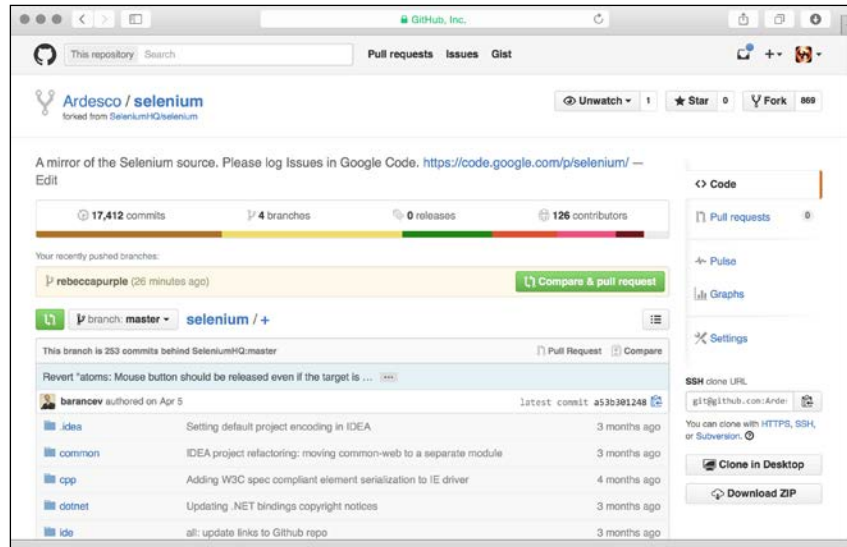 GitHub, Inc.
This repository Search
Pull requests Issues Gist
Ardesco / selenium
forked from SeleniumHQ/selenium
Unwatch 1 Star 0 Fork 869
A mirror of the Selenium source. Please log Issues in Google Code. https://code.google.com/p/selenium/ —
Edit
17,412 commits 4 branches 0 releases 126 contributors
Your recently pushed branches:
rebeccapurple (26 minutes ago) Compare & pull request
branch: master selenium / +
This branch is 253 commits behind SeleniumHQ:master Pull Request Compare
Revert "atoms: Mouse button should be released even if the target is … 
barancev authored on Apr 5 latest commit a53b301248
.idea Setting default project encoding in IDEA 3 months ago
common IDEA project refactoring: moving common-web to a separate module 3 months ago
cpp Adding W3C spec compliant element serialization to IE driver 4 months ago
dotnet Updating .NET bindings copyright notices 3 months ago
ide all: update links to Github repo 3 months ago
<> Code
Pull requests 0
Pulse
Graphs
Settings
SSH clone URL
git@github.com:Arde
You can clone with HTTPS, SSH,
or Subversion.
Clone in Desktop
Download ZIP